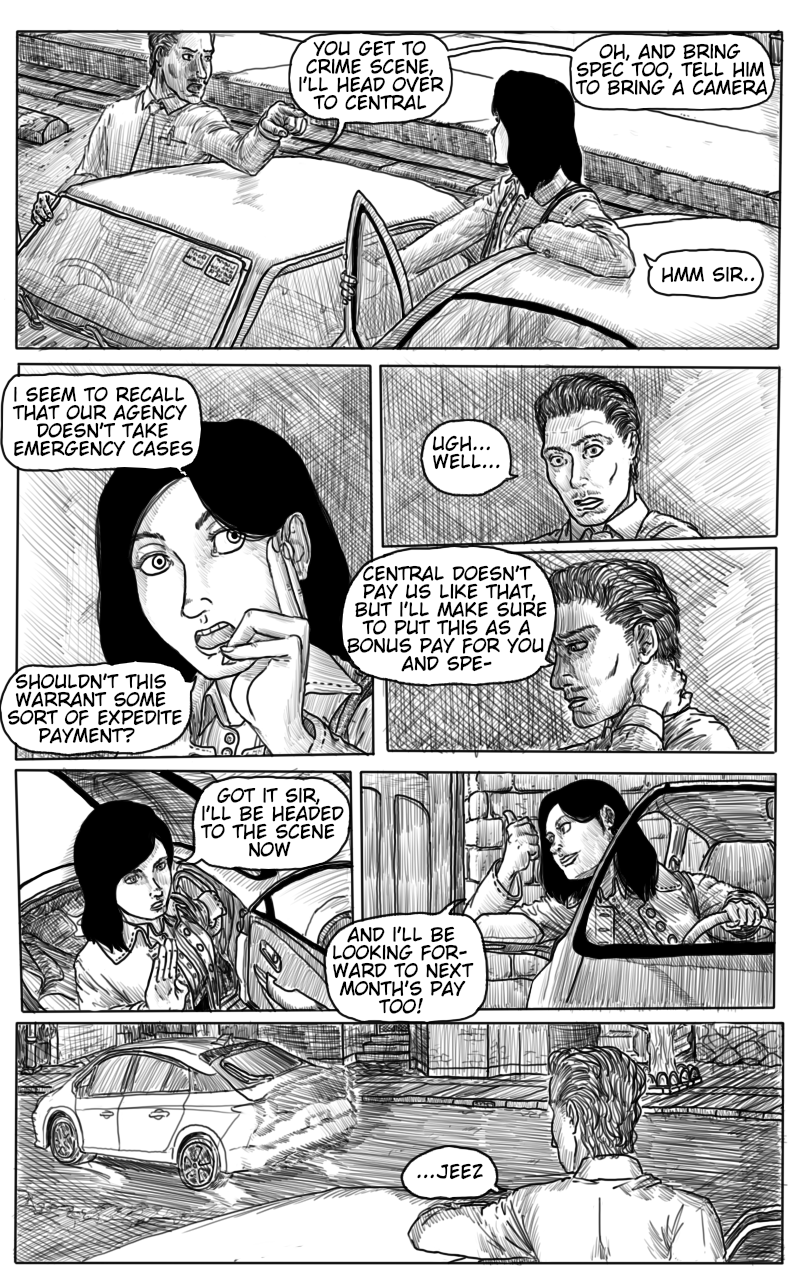 YOU GET TO
CRIME SCENE,
I'LL HEAD OVER
TO CENTRAL
OH, AND BRING
SPEC TOO, TELL HIM
TO BRING A CAMERA
HMM SIR..
I SEEM TO RECALL
THAT OUR AGENCY
DOESN'T TAKE
EMERGENCY CASES
SHOULDN'T THIS
WARRANT SOME
SORT OF EXPEDITE
PAYMENT?
UGH...
WELL...
CENTRAL DOESN'T
PAY US LIKE THAT,
BUT I'LL MAKE SURE
TO PUT THIS AS A
BONUS PAY FOR YOU
AND SPE-
GOT IT SIR,
I'LL BE HEADED
TO THE SCENE
NOW
AND I'LL BE
LOOKING FOR-
WARD TO NEXT
MONTH'S PAY
TOO!
...JEEZ